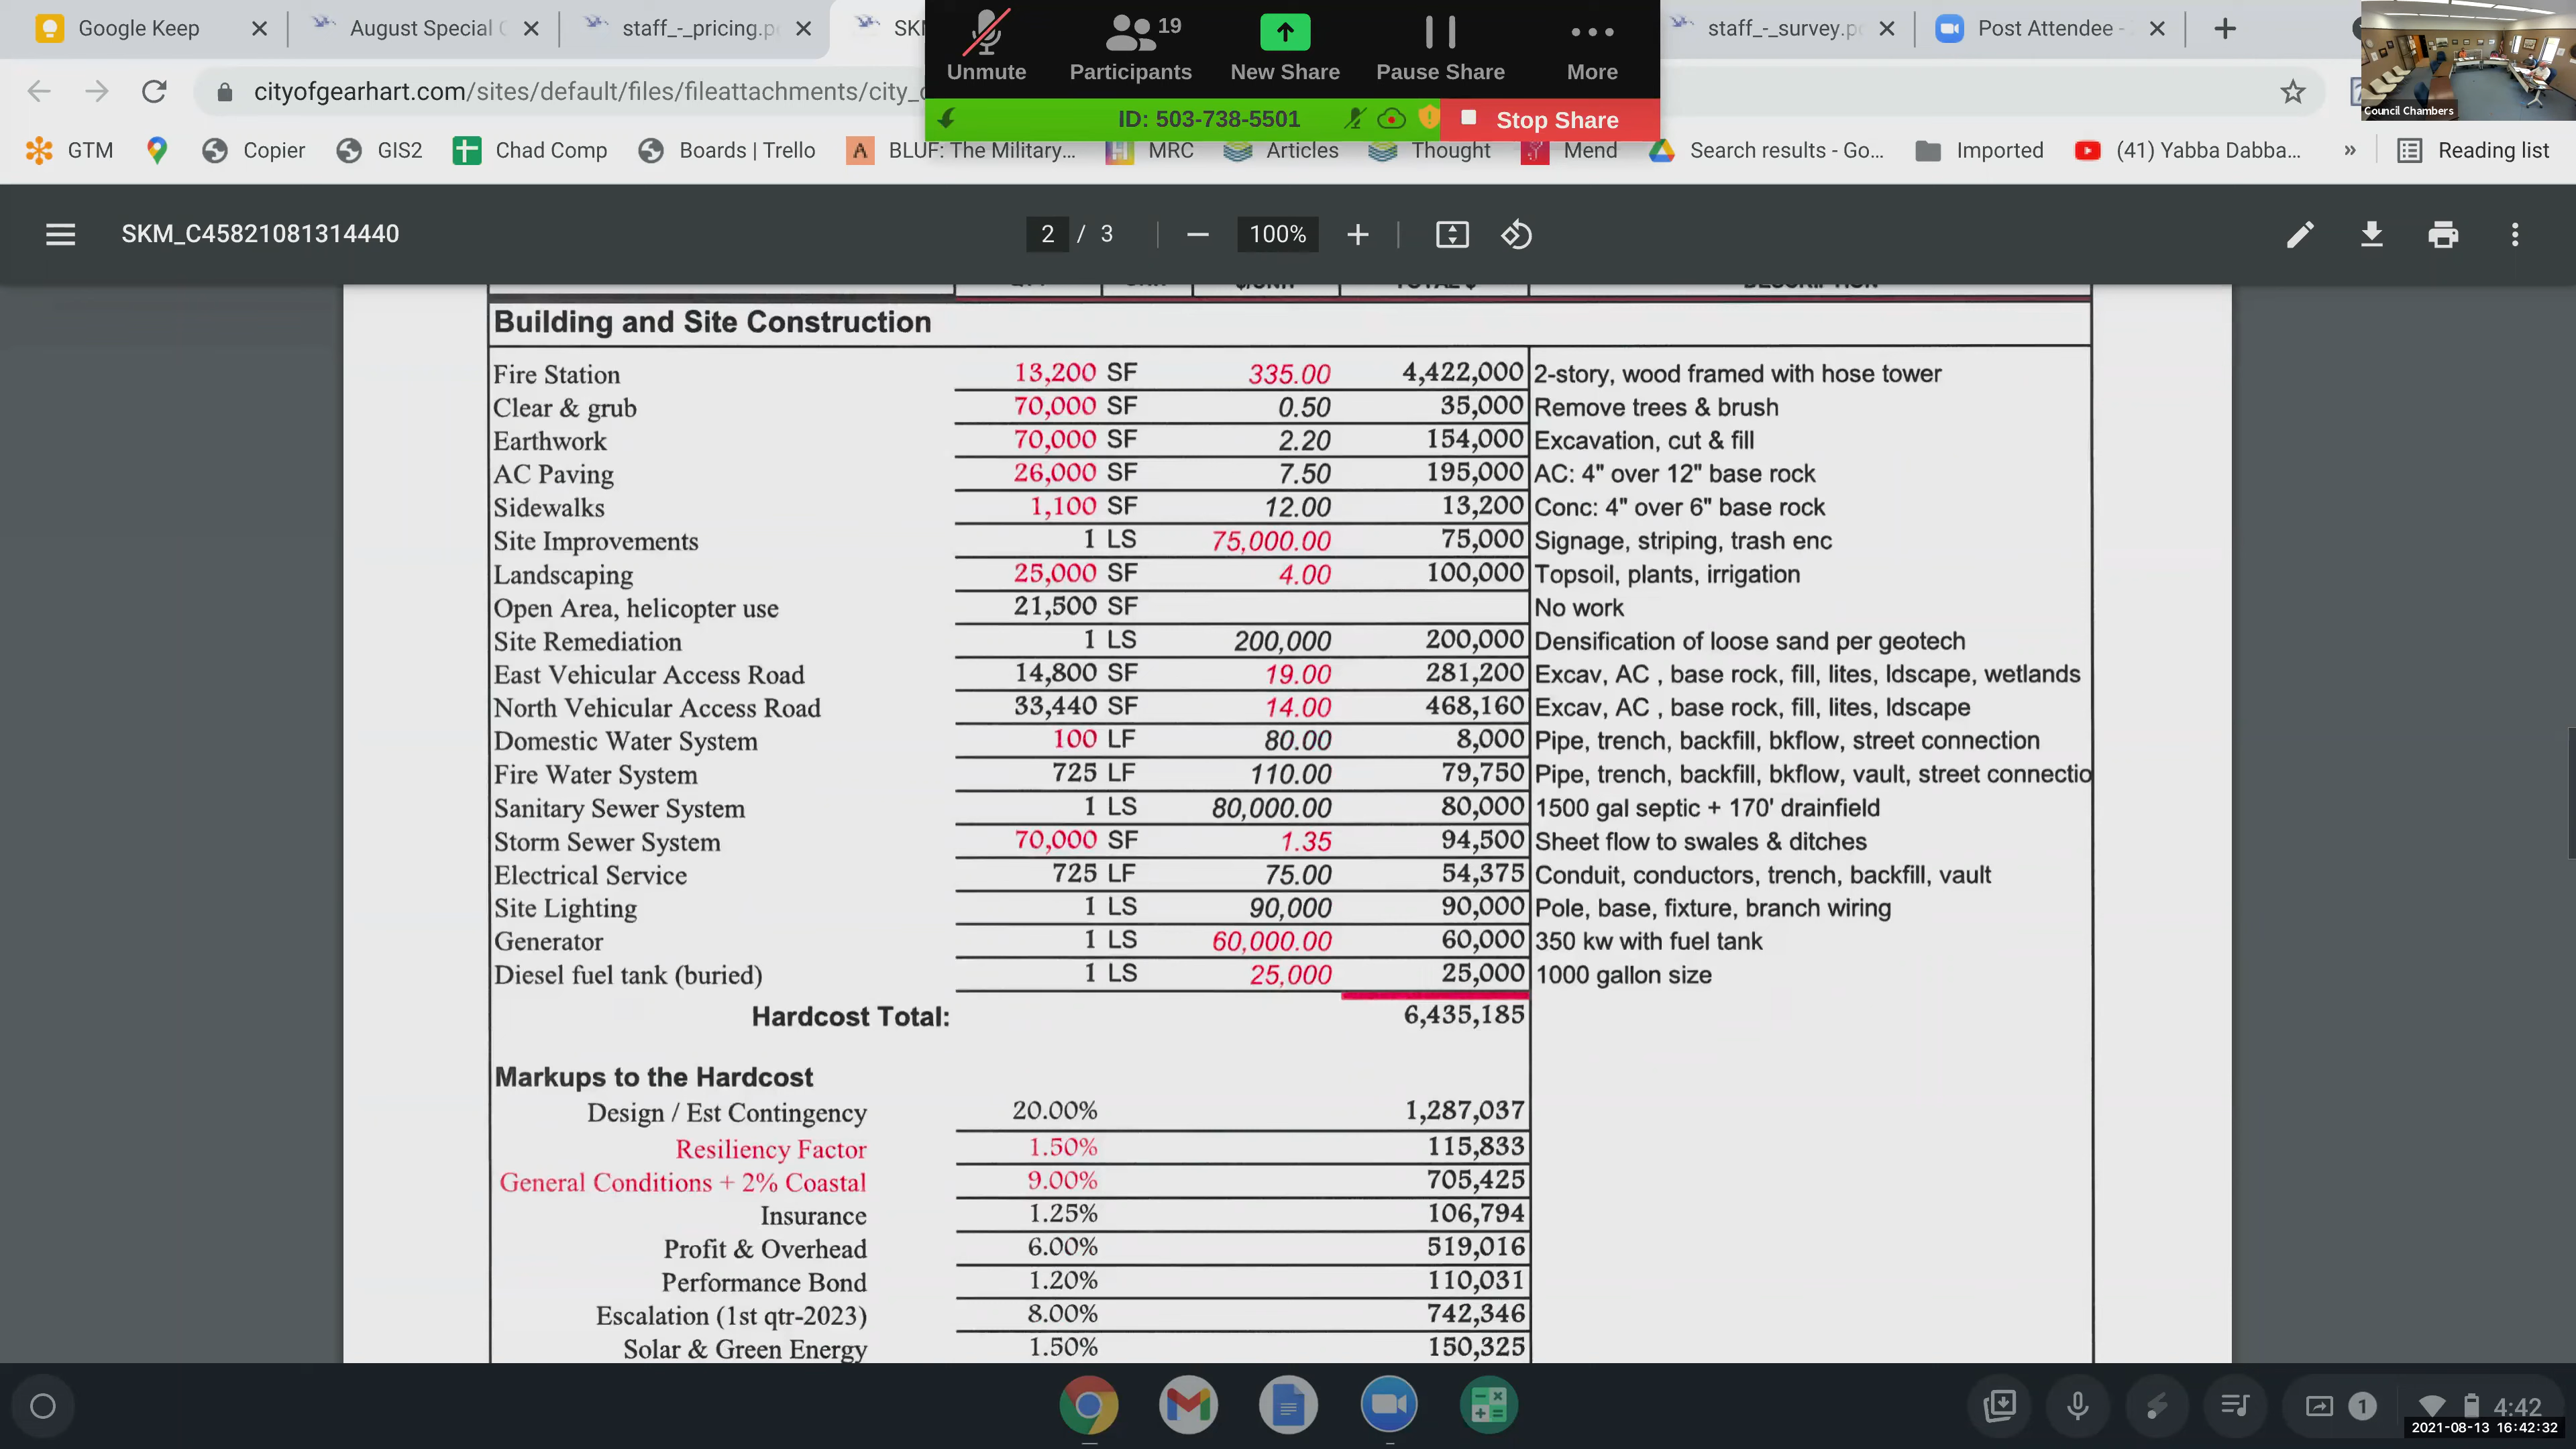 Google Keep
August Special C
staff_-_pricing.p
SKM
staff_-_survey.p
Post Attendee -
Unmute
Participants 19
New Share
Pause Share
More
ID: 503-738-5501
Stop Share
Council Chambers
cityofgearhart.com/sites/default/files/fileattachments/city_
GTM
Copier
GIS2
Chad Comp
Boards | Trello
BLUF: The Military...
MRC
Articles
Thought
Mend
Search results - Go...
Imported
(41) Yabba Dabba...
»
Reading list
SKM_C45821081314440
2 / 3
100%
Building and Site Construction
Fire Station 13,200 SF 335.00 4,422,000 2-story, wood framed with hose tower
Clear & grub 70,000 SF 0.50 35,000 Remove trees & brush
Earthwork 70,000 SF 2.20 154,000 Excavation, cut & fill
AC Paving 26,000 SF 7.50 195,000 AC: 4" over 12" base rock
Sidewalks 1,100 SF 12.00 13,200 Conc: 4" over 6" base rock
Site Improvements 1 LS 75,000.00 75,000 Signage, striping, trash enc
Landscaping 25,000 SF 4.00 100,000 Topsoil, plants, irrigation
Open Area, helicopter use 21,500 SF No work
Site Remediation 1 LS 200,000 200,000 Densification of loose sand per geotech
East Vehicular Access Road 14,800 SF 19.00 281,200 Excav, AC , base rock, fill, lites, ldscape, wetlands
North Vehicular Access Road 33,440 SF 14.00 468,160 Excav, AC , base rock, fill, lites, ldscape
Domestic Water System 100 LF 80.00 8,000 Pipe, trench, backfill, bkflow, street connection
Fire Water System 725 LF 110.00 79,750 Pipe, trench, backfill, bkflow, vault, street connectio
Sanitary Sewer System 1 LS 80,000.00 80,000 1500 gal septic + 170' drainfield
Storm Sewer System 70,000 SF 1.35 94,500 Sheet flow to swales & ditches
Electrical Service 725 LF 75.00 54,375 Conduit, conductors, trench, backfill, vault
Site Lighting 1 LS 90,000 90,000 Pole, base, fixture, branch wiring
Generator 1 LS 60,000.00 60,000 350 kw with fuel tank
Diesel fuel tank (buried) 1 LS 25,000 25,000 1000 gallon size
Hardcost Total: 6,435,185
Markups to the Hardcost
Design / Est Contingency 20.00% 1,287,037
Resiliency Factor 1.50% 115,833
General Conditions + 2% Coastal 9.00% 705,425
Insurance 1.25% 106,794
Profit & Overhead 6.00% 519,016
Performance Bond 1.20% 110,031
Escalation (1st qtr-2023) 8.00% 742,346
Solar & Green Energy 1.50% 150,325
1
4:42
2021-08-13 16:42:32